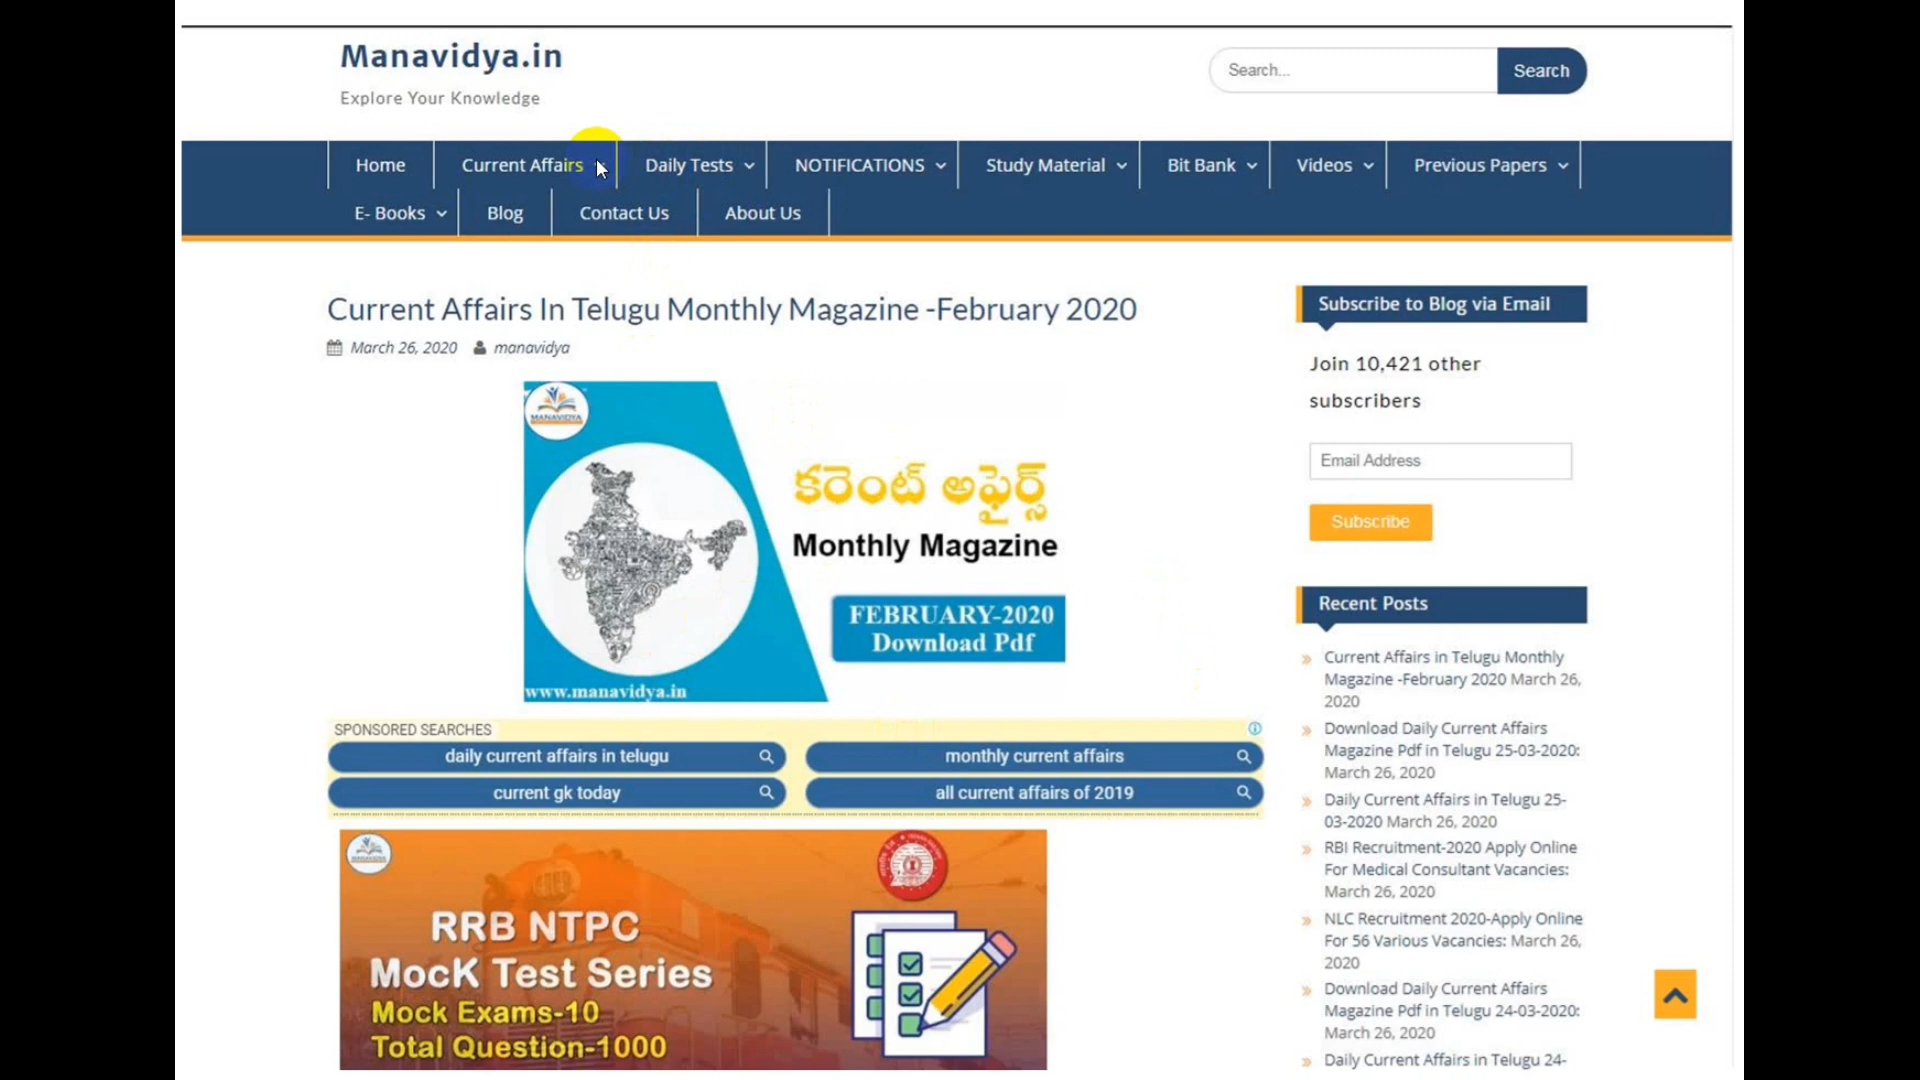 Manavidya.in
Explore Your Knowledge
Search...
Search
Home
Current Affairs
Daily Tests
NOTIFICATIONS
Study Material
Bit Bank
Videos
Previous Papers
E- Books
Blog
Contact Us
About Us
Current Affairs In Telugu Monthly Magazine -February 2020
March 26, 2020 manavidya
MANAVIDYA
కరెంట్ అఫైర్స్
Monthly Magazine
FEBRUARY-2020
Download Pdf
www.manavidya.in
SPONSORED SEARCHES
daily current affairs in telugu
monthly current affairs
current gk today
all current affairs of 2019
MANAVIDYA
RRB NTPC
MocK Test Series
Mock Exams-10
Total Question-1000
Subscribe to Blog via Email
Join 10,421 other
subscribers
Email Address
Subscribe
Recent Posts
Current Affairs in Telugu Monthly
Magazine -February 2020 March 26,
2020
Download Daily Current Affairs
Magazine Pdf in Telugu 25-03-2020:
March 26, 2020
Daily Current Affairs in Telugu 25-
03-2020 March 26, 2020
RBI Recruitment-2020 Apply Online
For Medical Consultant Vacancies:
March 26, 2020
NLC Recruitment 2020-Apply Online
For 56 Various Vacancies: March 26,
2020
Download Daily Current Affairs
Magazine Pdf in Telugu 24-03-2020:
March 26, 2020
Daily Current Affairs in Telugu 24-